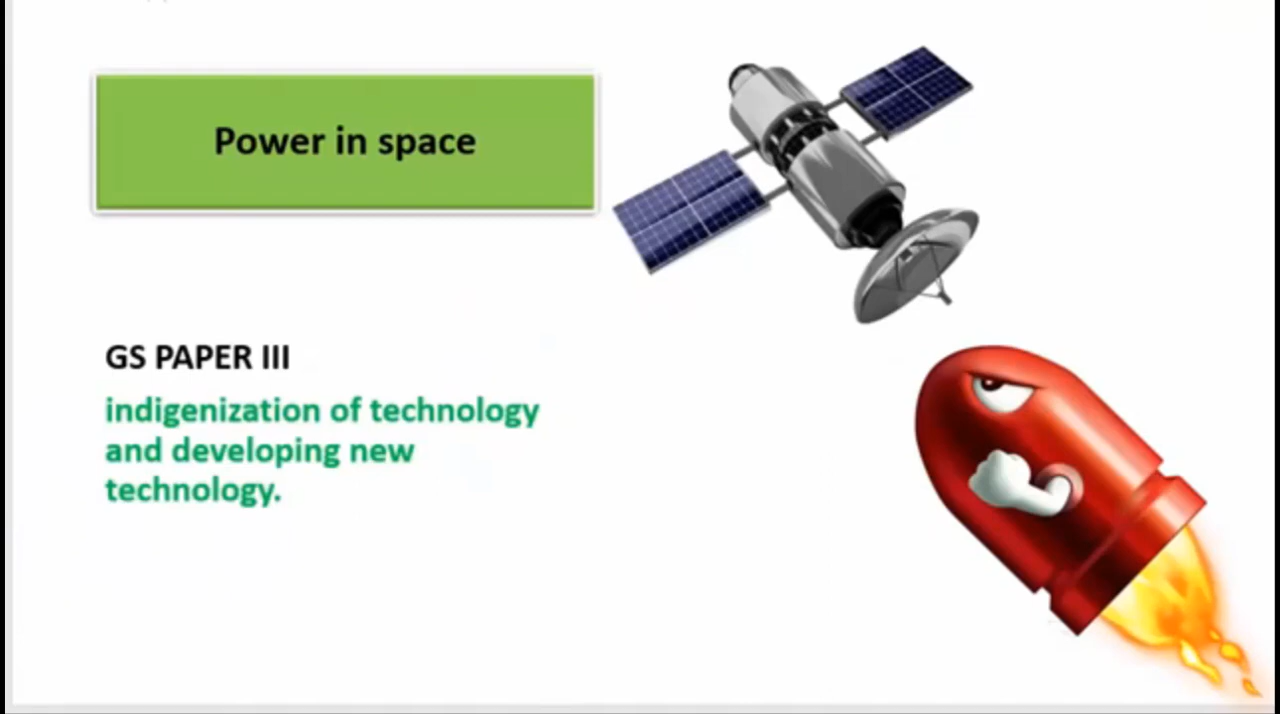 Power in space
GS PAPER III
indigenization of technology
and developing new
technology.